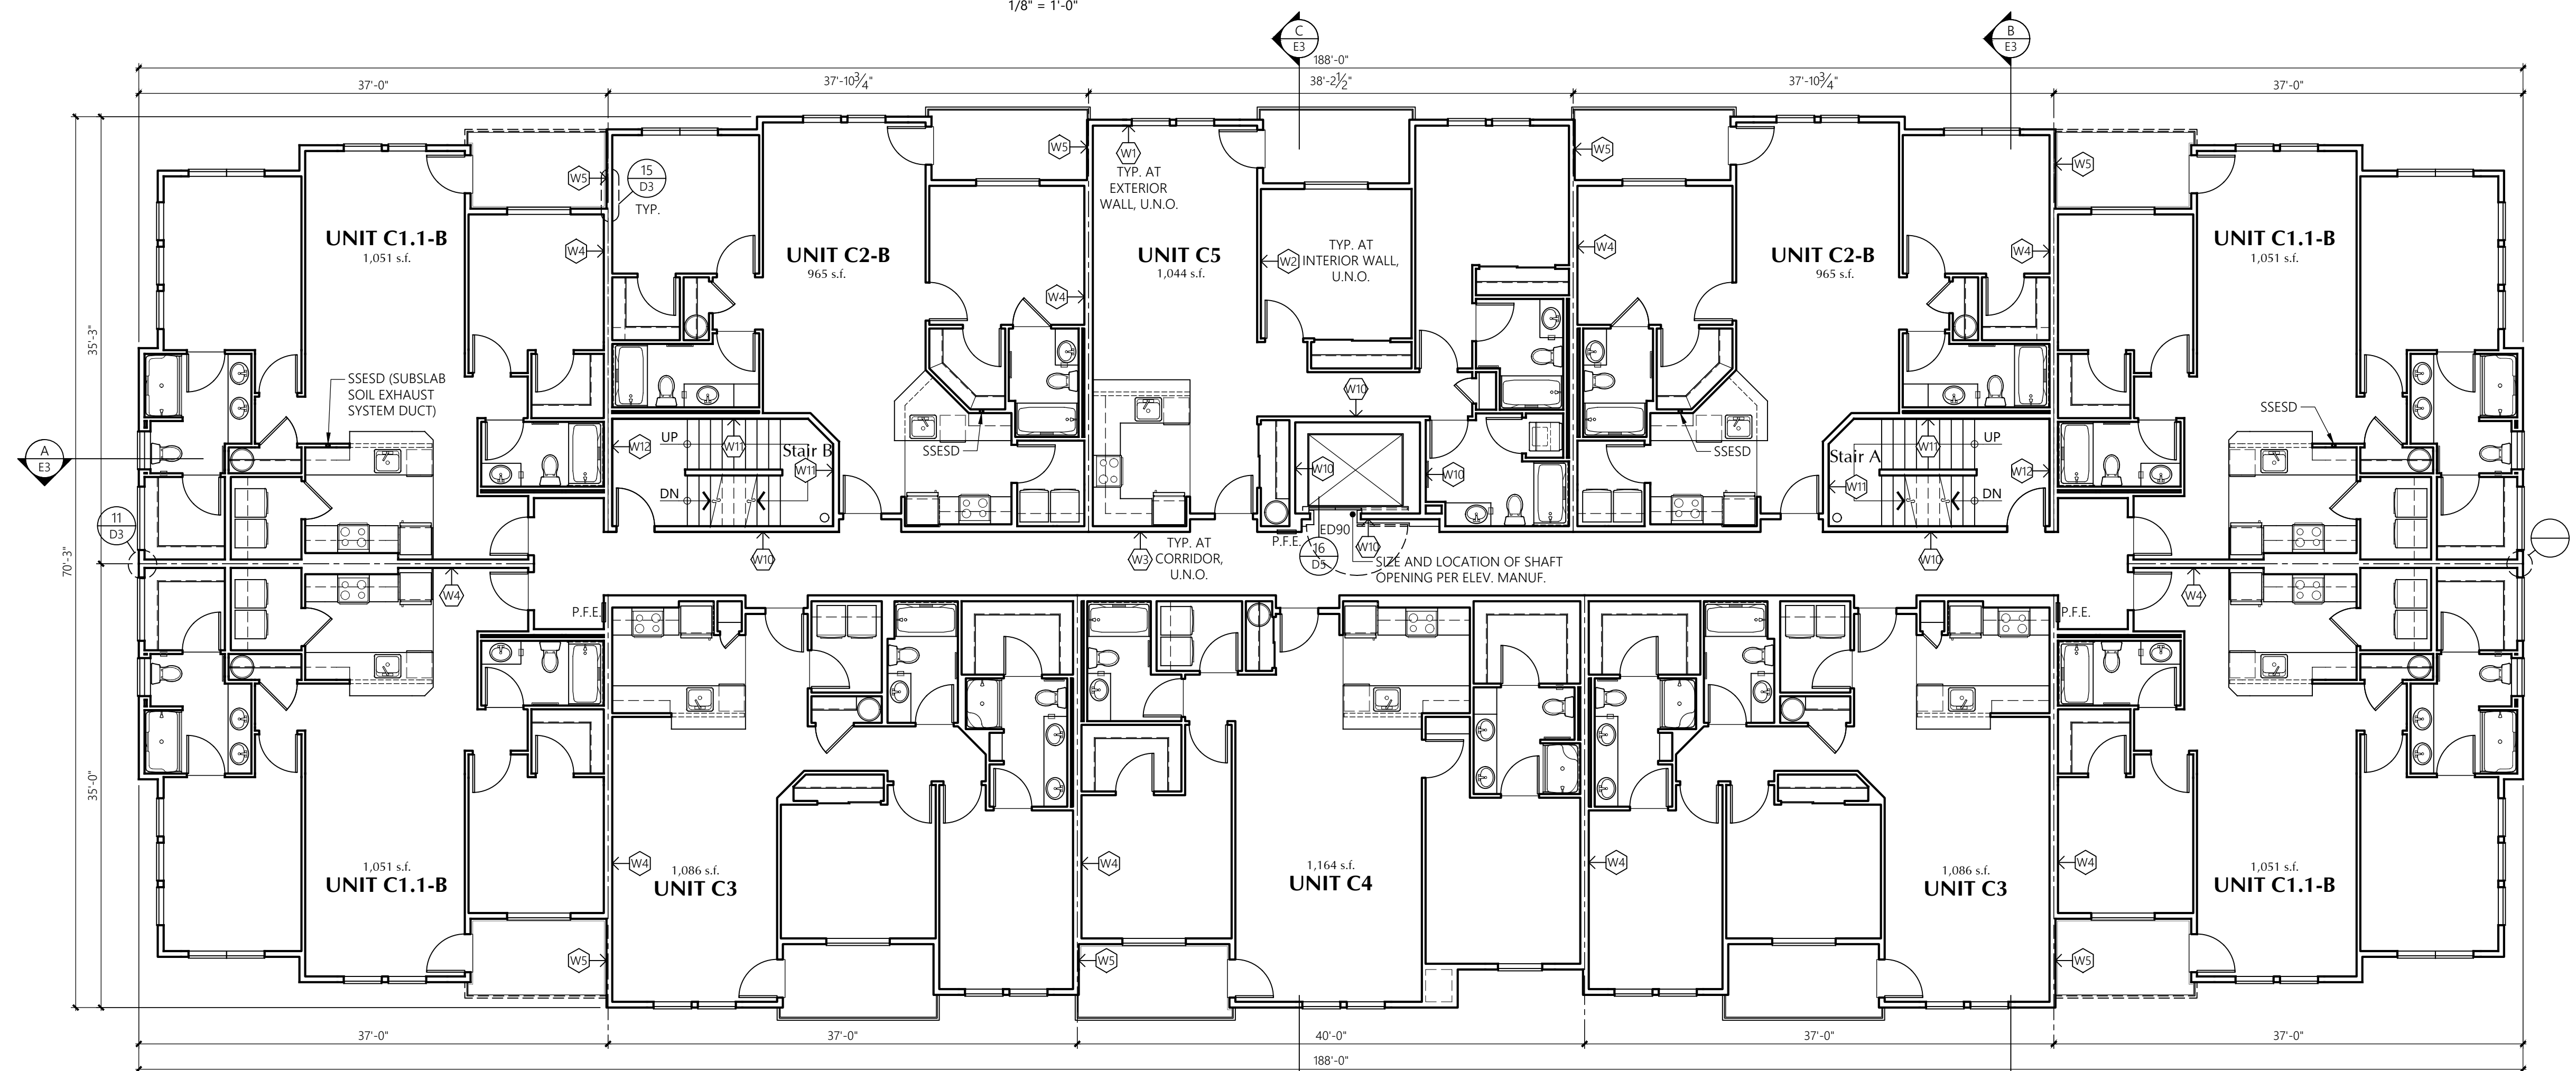 1/8" = 1'-0"
C
E3
B
E3
188'-0"
37'-0"
37'-10 3/4"
38'-2 1/2"
37'-10 3/4"
37'-0"
W5
W5
W1
TYP. AT
EXTERIOR
WALL, U.N.O.
W5
W5
15
D3
TYP.
UNIT C1.1-B
1,051 s.f.
W4
UNIT C2-B
965 s.f.
W4
UNIT C5
1,044 s.f.
W2
TYP. AT
INTERIOR WALL,
U.N.O.
W4
UNIT C2-B
965 s.f.
W4
UNIT C1.1-B
1,051 s.f.
35'-3"
70'-3"
35'-0"
SSESD (SUBSLAB
SOIL EXHAUST
SYSTEM DUCT)
W10
SSESD
A
E3
W12
UP
W11
Stair B
W11
DN
SSESD
W10
W10
SSESD
Stair A
W11
W11
UP
W12
DN
11
D3
W10
W3
TYP. AT
CORRIDOR,
U.N.O.
P.F.E.
ED90
16
D5
W10
SIZE AND LOCATION OF SHAFT
OPENING PER ELEV. MANUF.
W10
W4
W4
P.F.E.
P.F.E.
1,051 s.f.
UNIT C1.1-B
W4
1,086 s.f.
UNIT C3
W4
1,164 s.f.
UNIT C4
W4
1,086 s.f.
UNIT C3
W4
1,051 s.f.
UNIT C1.1-B
W5
W5
W5
37'-0"
37'-0"
40'-0"
37'-0"
37'-0"
188'-0"